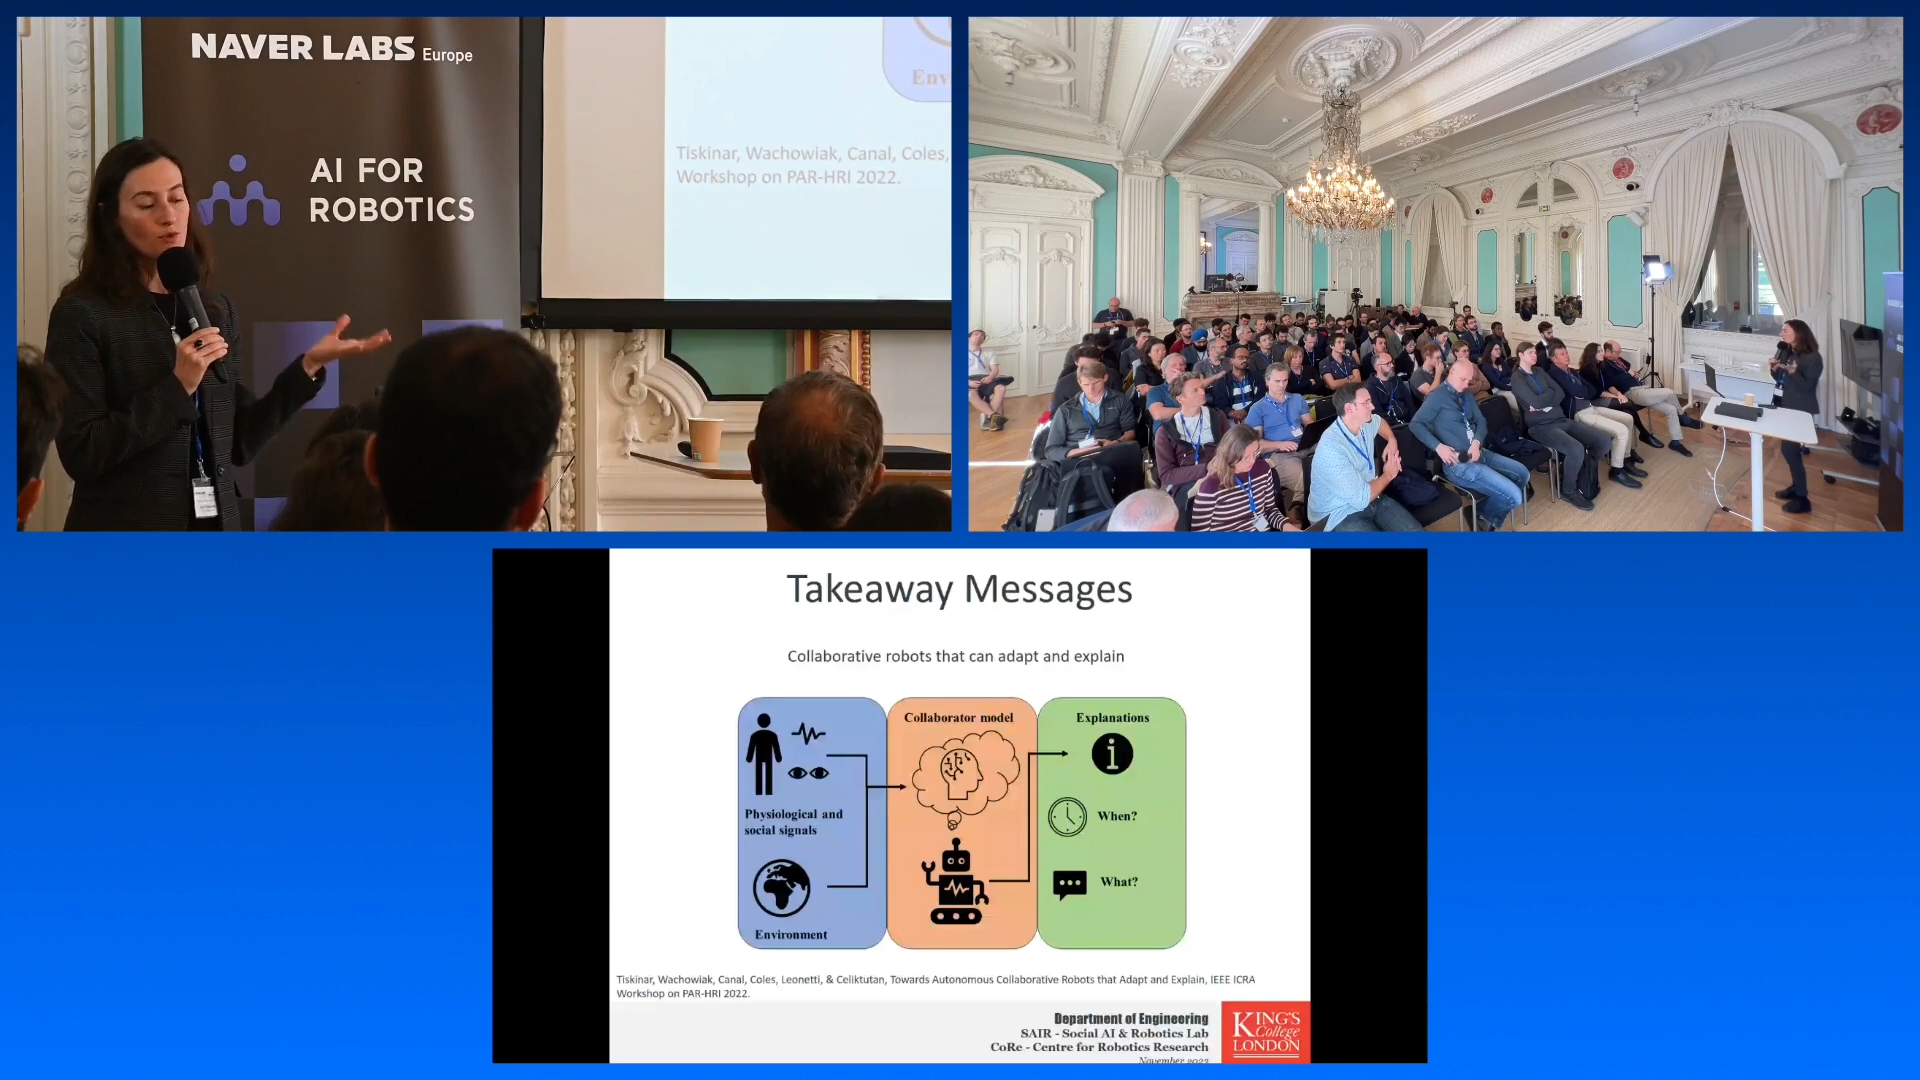 NAVER LABS Europe
AI FOR
ROBOTICS
Env
Tiskinar, Wachowiak, Canal, Coles,
Workshop on PAR-HRI 2022.
Takeaway Messages
Collaborative robots that can adapt and explain
Physiological and
social signals
Environment
Collaborator model
Explanations
i
When?
What?
Tiskinar, Wachowiak, Canal, Coles, Leonetti, & Celiktutan, Towards Autonomous Collaborative Robots that Adapt and Explain, IEEE ICRA
Workshop on PAR-HRI 2022.
Department of Engineering
SAIR - Social AI & Robotics Lab
CoRe - Centre for Robotics Research
November 2022
KING'S
College
LONDON